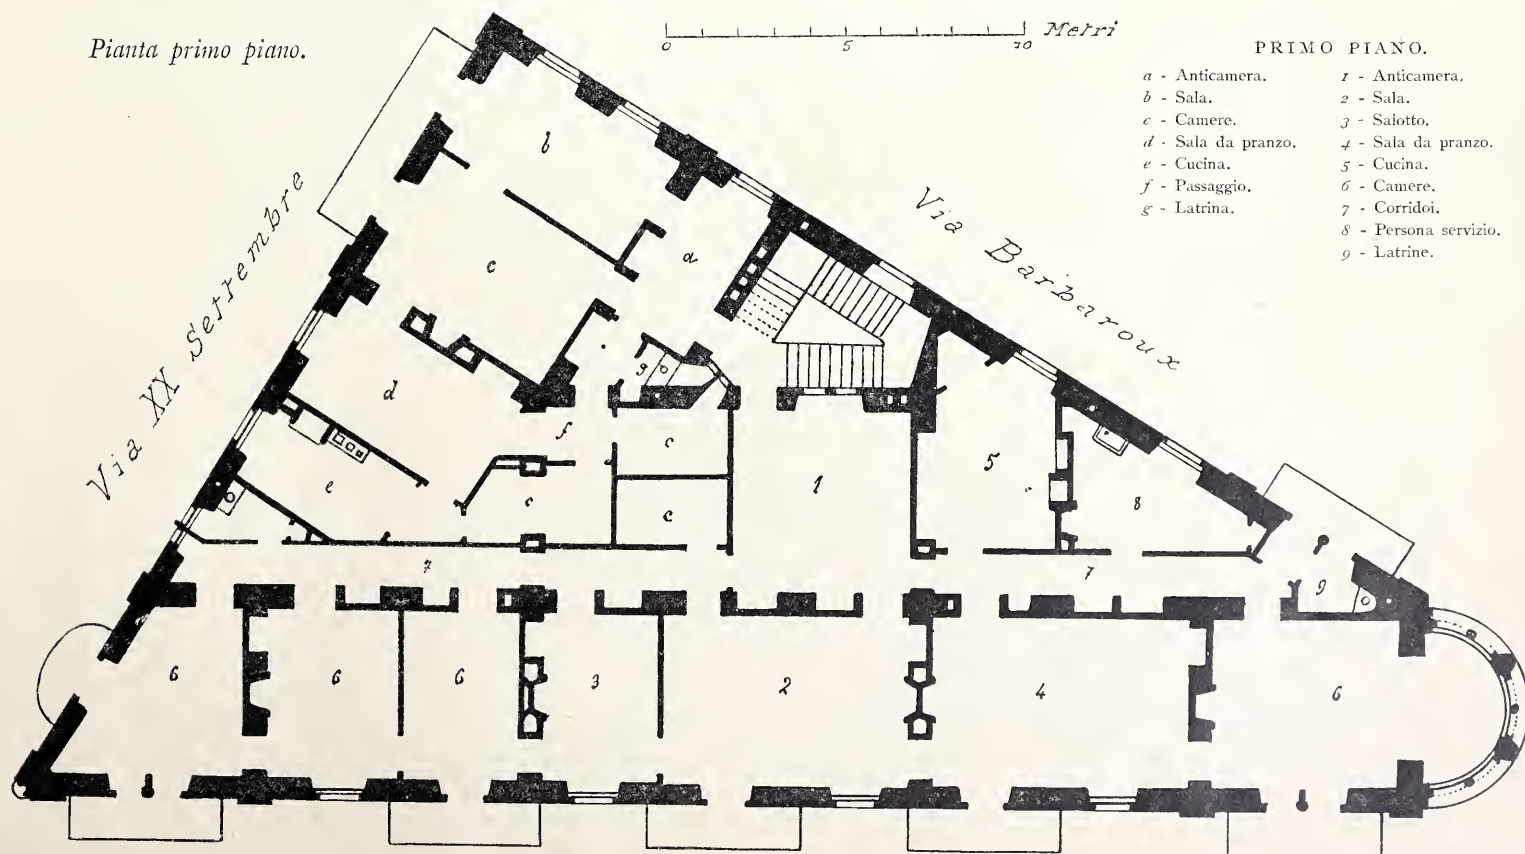 Pianta primo piano.
0 5 10 Metri
PRIMO PIANO.
a - Anticamera.
b - Sala.
c - Camere.
d - Sala da pranzo.
e - Cucina.
f - Passaggio.
g - Latrina.
1 - Anticamera.
2 - Sala.
3 - Salotto.
4 - Sala da pranzo.
5 - Cucina.
6 - Camere.
7 - Corridoi.
8 - Persona servizio.
9 - Latrine.
Via XX Settembre
Via Barbaroux
b
a
c
g
d
f
c
e
c
c
1
5
8
7
7
9
6
6
6
3
2
4
6